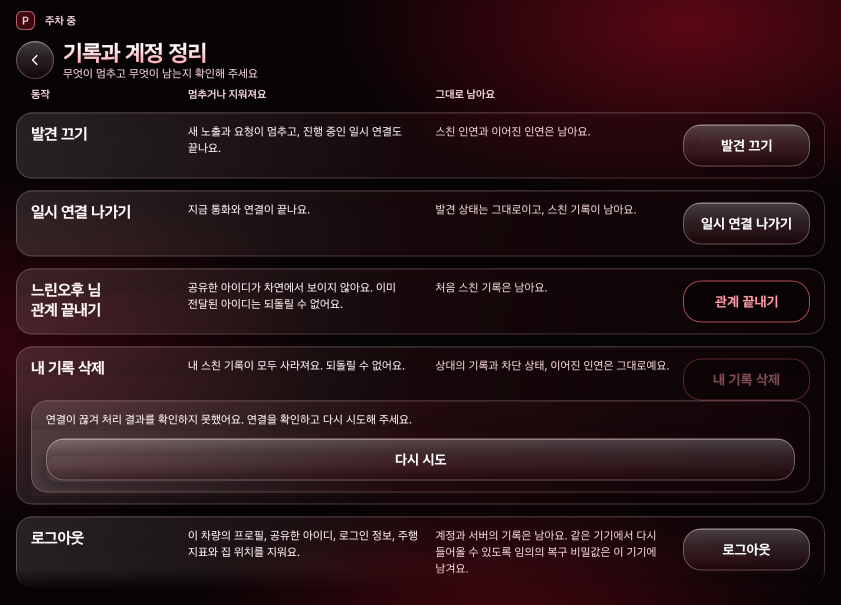 P 주차 중
기록과 계정 정리
무엇이 멈추고 무엇이 남는지 확인해 주세요
동작 멈추거나 지워져요 그대로 남아요
발견 끄기
새 노출과 요청이 멈추고, 진행 중인 일시 연결도
끝나요.
스친 인연과 이어진 인연은 남아요.
발견 끄기
일시 연결 나가기
지금 통화와 연결이 끝나요.
발견 상태는 그대로이고, 스친 기록이 남아요.
일시 연결 나가기
느린오후 님
관계 끝내기
공유한 아이디가 차연에서 보이지 않아요. 이미
전달된 아이디는 되돌릴 수 없어요.
처음 스친 기록은 남아요.
관계 끝내기
내 기록 삭제
내 스친 기록이 모두 사라져요. 되돌릴 수 없어요.
상대의 기록과 차단 상태, 이어진 인연은 그대로예요.
내 기록 삭제
연결이 끊겨 처리 결과를 확인하지 못했어요. 연결을 확인하고 다시 시도해 주세요.
다시 시도
로그아웃
이 차량의 프로필, 공유한 아이디, 로그인 정보, 주행
지표와 집 위치를 지워요.
계정과 서버의 기록은 남아요. 같은 기기에서 다시
들어올 수 있도록 임의의 복구 비밀값은 이 기기에
남겨요.
로그아웃